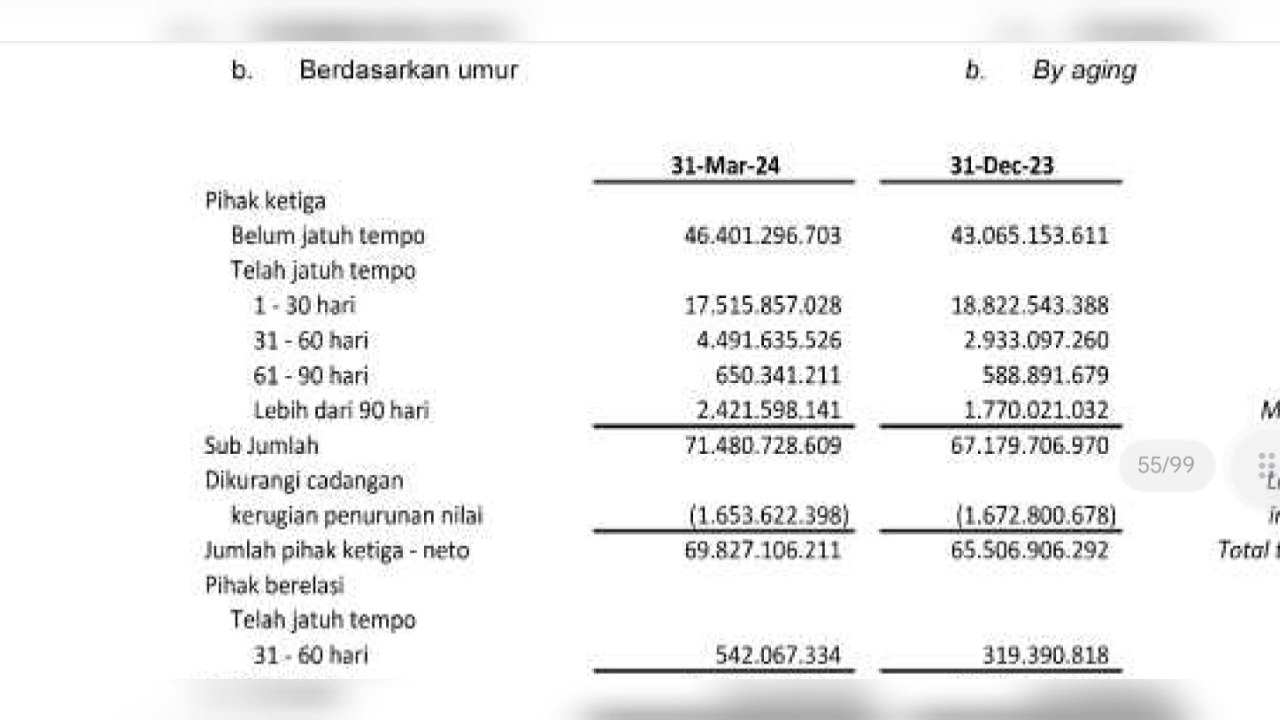 b. Berdasarkan umur b. By aging
31-Mar-24 31-Dec-23
Pihak ketiga
Belum jatuh tempo 46.401.296.703 43.065.153.611
Telah jatuh tempo
1 - 30 hari 17.515.857.028 18.822.543.388
31 - 60 hari 4.491.635.526 2.933.097.260
61 - 90 hari 650.341.211 588.891.679
Lebih dari 90 hari 2.421.598.141 1.770.021.032
Sub Jumlah 71.480.728.609 67.179.706.970
55/99
Dikurangi cadangan
kerugian penurunan nilai (1.653.622.398) (1.672.800.678)
Jumlah pihak ketiga - neto 69.827.106.211 65.506.906.292 Total
Pihak berelasi
Telah jatuh tempo
31 - 60 hari 542.067.334 319.390.818